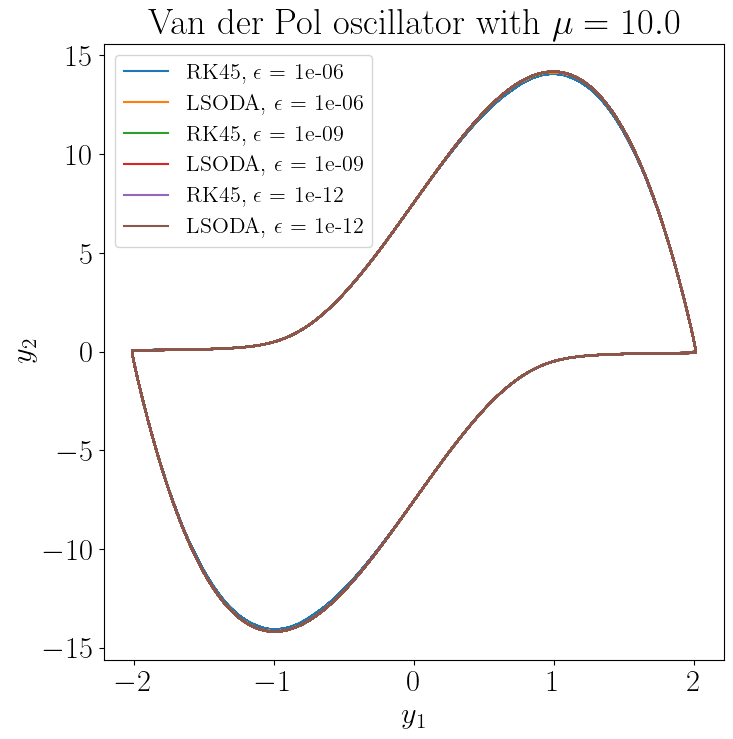 Van der Pol oscillator with μ = 10.0
15
10
5
0
−5
−10
−15
RK45, ϵ = 1e-06
LSODA, ϵ = 1e-06
RK45, ϵ = 1e-09
LSODA, ϵ = 1e-09
RK45, ϵ = 1e-12
LSODA, ϵ = 1e-12
y₂
−2 −1 0 1 2
y₁